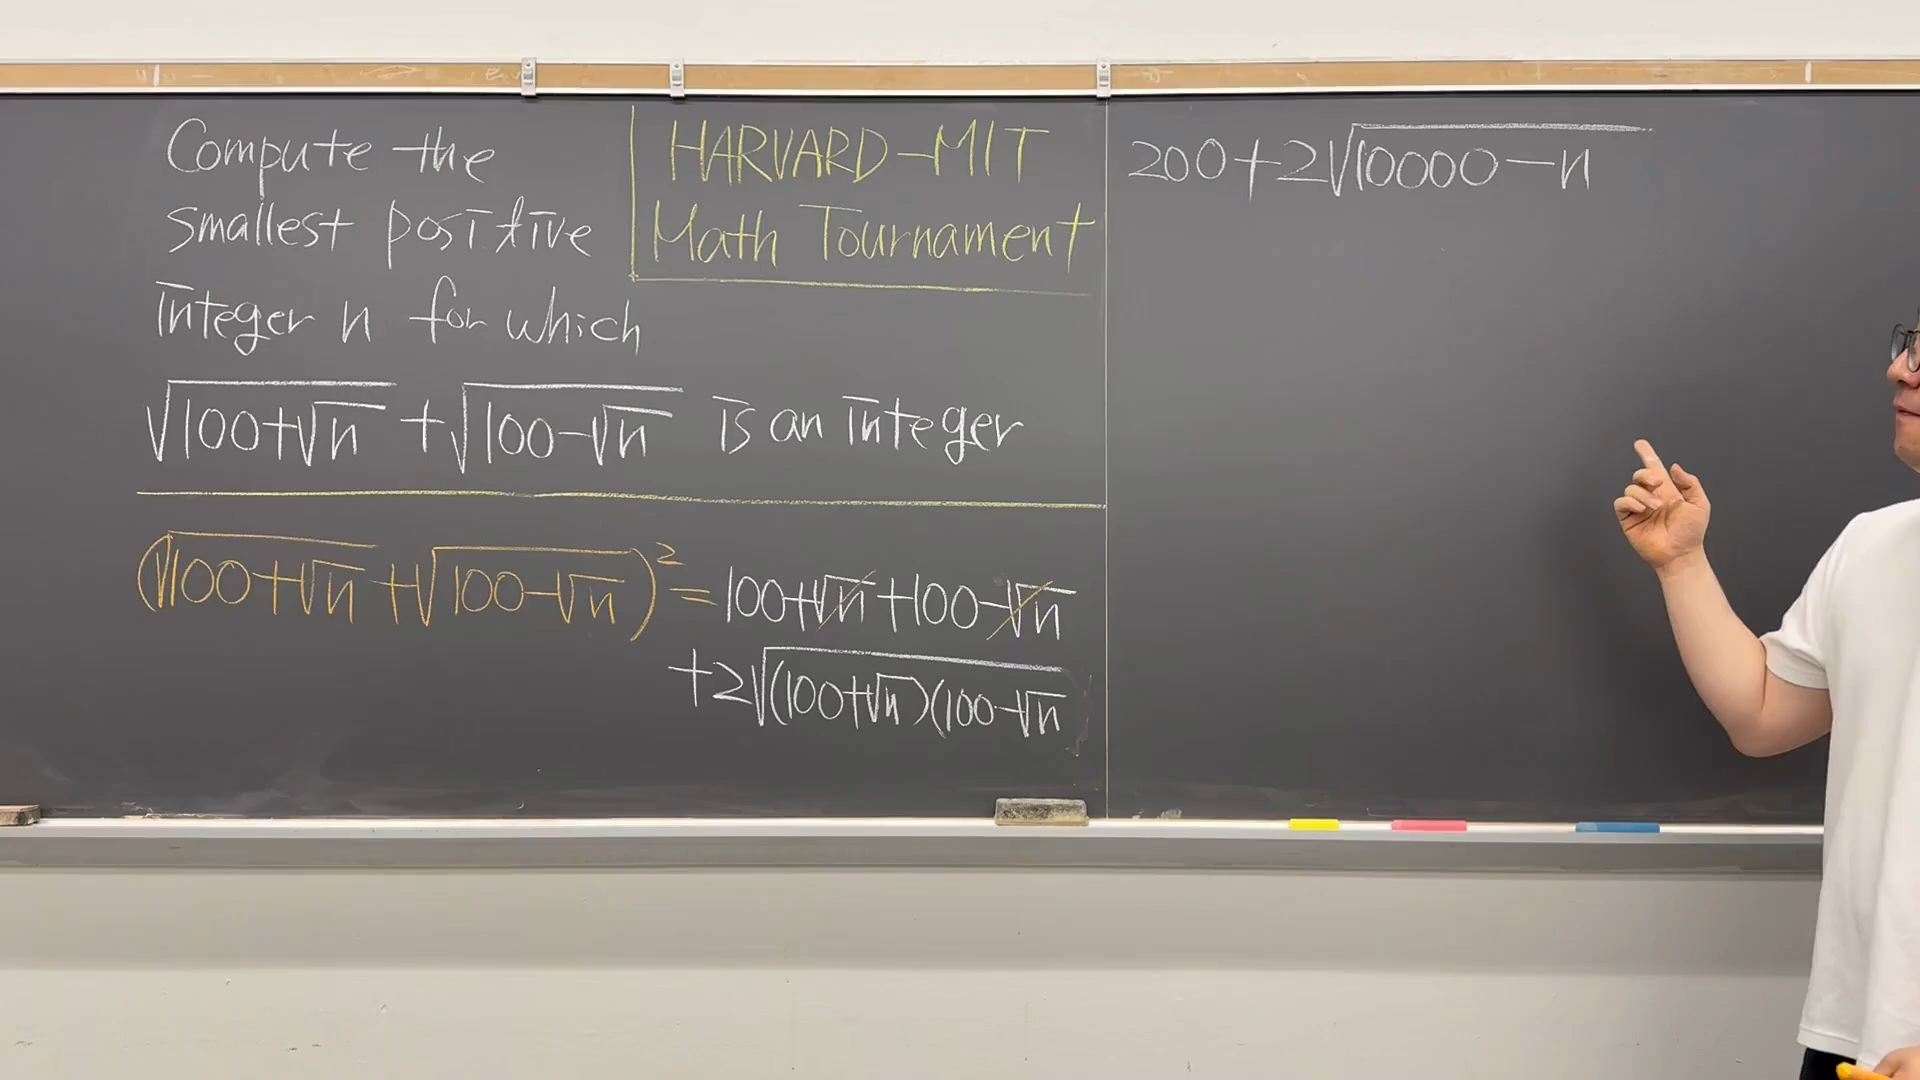 Compute the
smallest positive
integer n for which
√(100+√n) + √(100-√n) is an integer
HARVARD-MIT
Math Tournament
(√(100+√n) + √(100-√n))² = 100+√n+100-√n
+2√((100+√n)(100-√n
200+2√(10000-n)